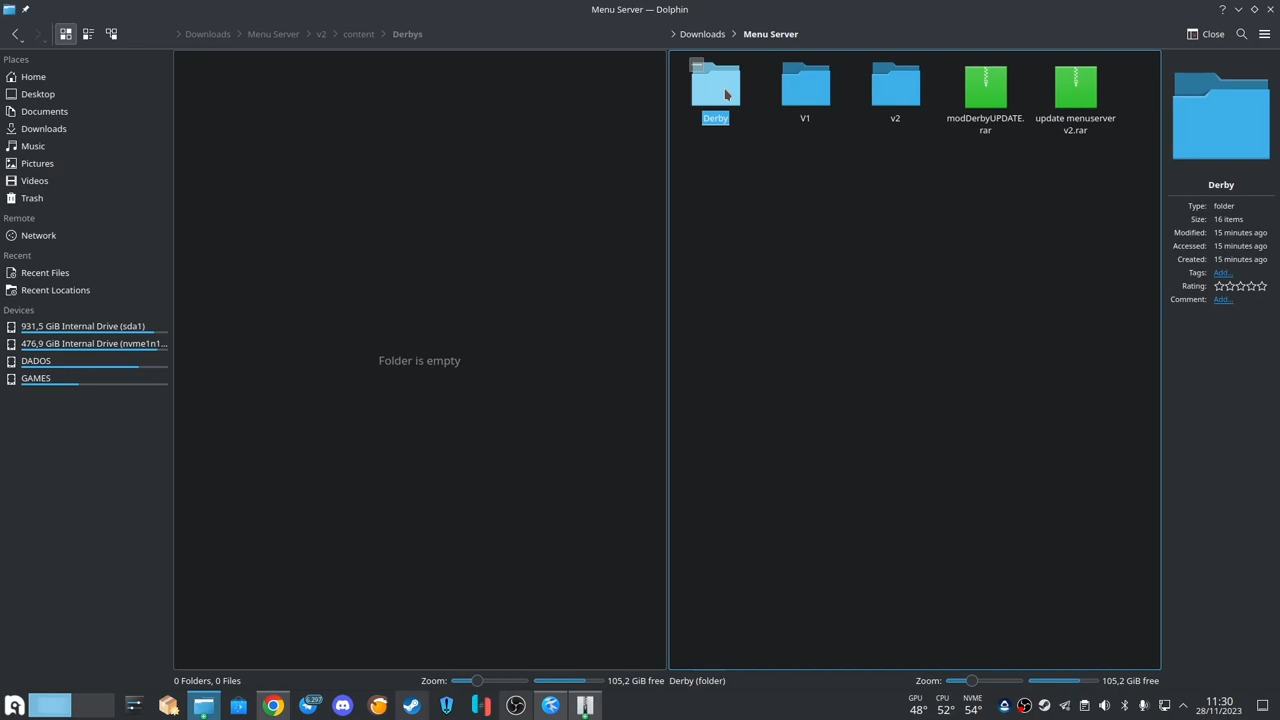 Menu Server — Dolphin
Downloads Menu Server v2 content Derbys
Downloads Menu Server
Close
Places
Home
Desktop
Documents
Downloads
Music
Pictures
Videos
Trash
Remote
Network
Recent
Recent Files
Recent Locations
Devices
931,5 GiB Internal Drive (sda1)
476,9 GiB Internal Drive (nvme1n1...
DADOS
GAMES
Folder is empty
Derby
V1
v2
modDerbyUPDATE.
rar
update menuserver
v2.rar
Derby
Type: folder
Size: 16 items
Modified: 15 minutes ago
Accessed: 15 minutes ago
Created: 15 minutes ago
Tags: Add...
Rating:
Comment: Add...
0 Folders, 0 Files
Zoom:
105,2 GiB free
Derby (folder)
Zoom:
105,2 GiB free
6.297
GPU CPU NVME
48° 52° 54°
11:30
28/11/2023